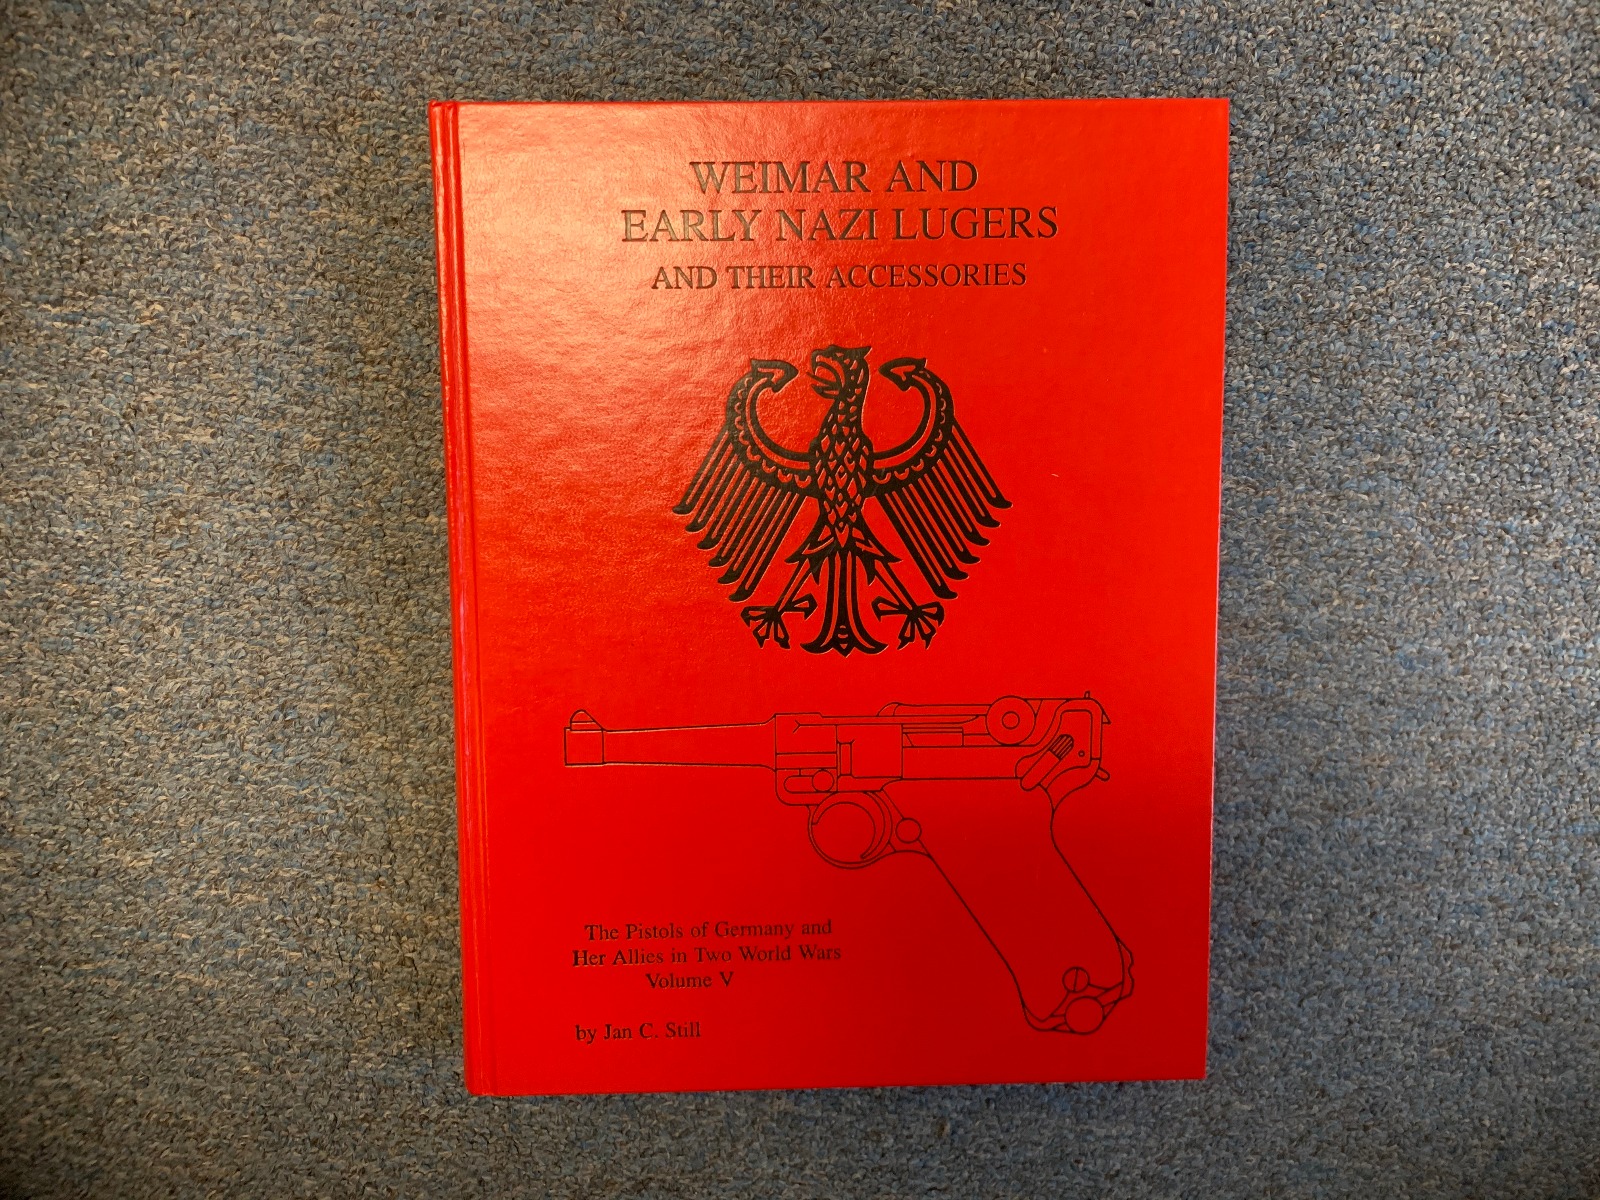 WEIMAR AND
EARLY NAZI LUGERS
AND THEIR ACCESSORIES
The Pistols of Germany and
Her Allies in Two World Wars
Volume V
by Jan C. Still